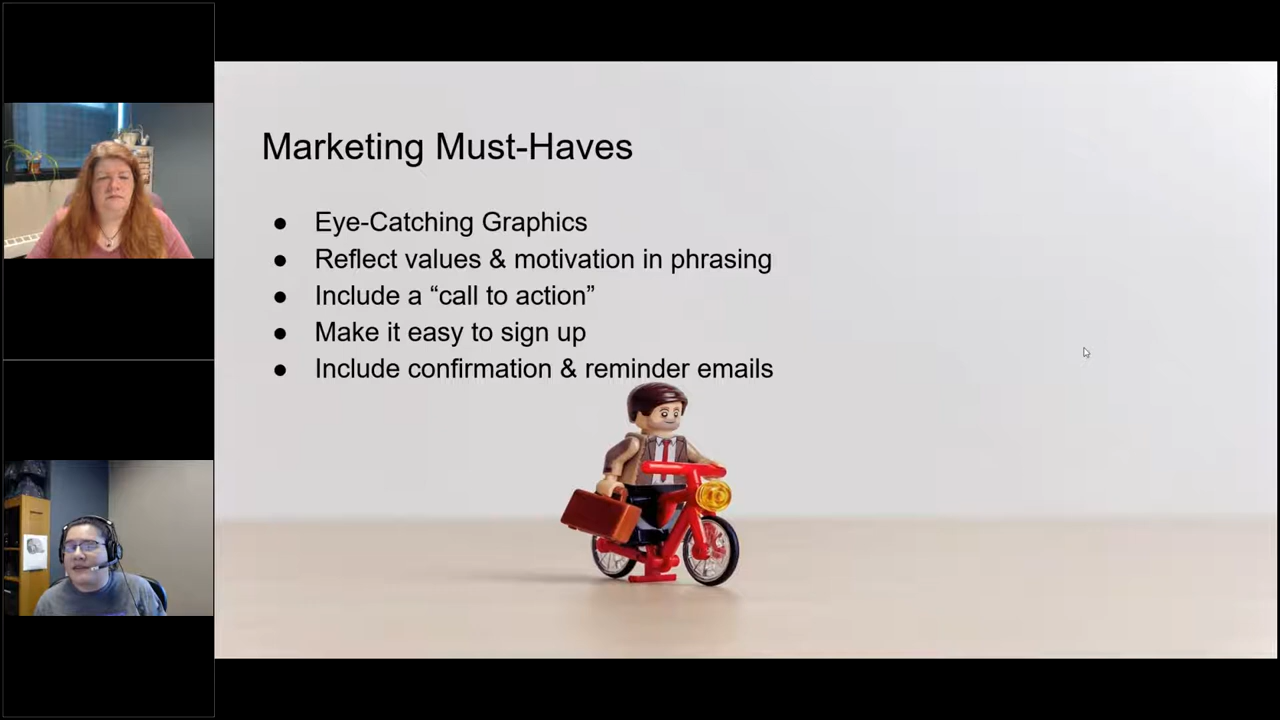 Marketing Must-Haves
● Eye-Catching Graphics
● Reflect values & motivation in phrasing
● Include a “call to action”
● Make it easy to sign up
● Include confirmation & reminder emails